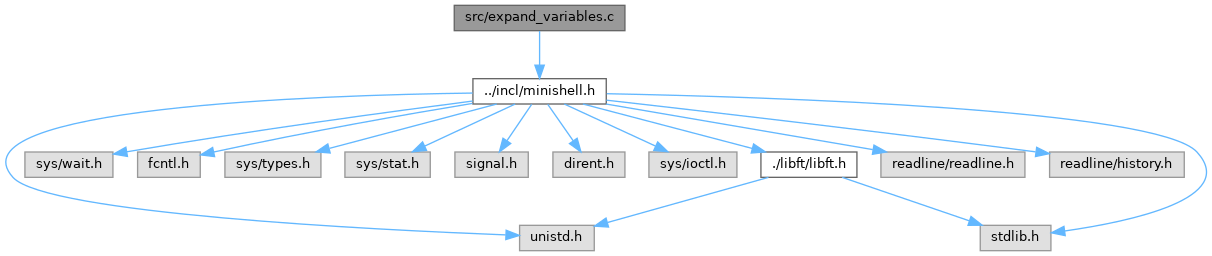 src/expand_variables.c
../incl/minishell.h
sys/wait.h
fcntl.h
sys/types.h
sys/stat.h
signal.h
dirent.h
sys/ioctl.h
./libft/libft.h
readline/readline.h
readline/history.h
unistd.h
stdlib.h